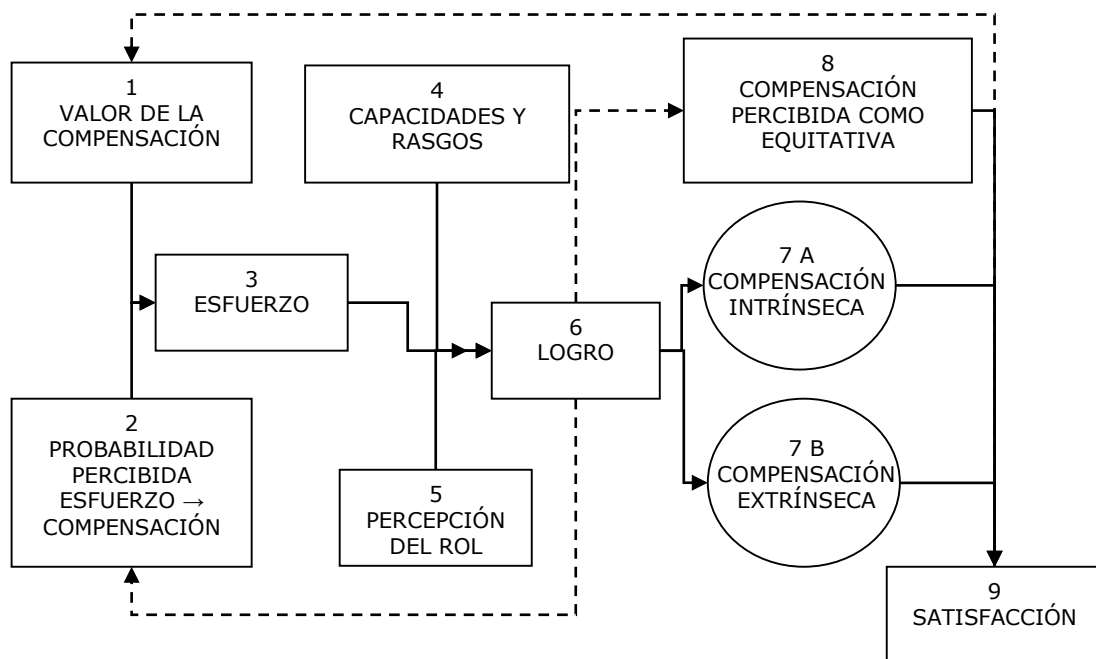 1
VALOR DE LA
COMPENSACIÓN
2
PROBABILIDAD
PERCIBIDA
ESFUERZO →
COMPENSACIÓN
3
ESFUERZO
4
CAPACIDADES Y
RASGOS
5
PERCEPCIÓN
DEL ROL
6
LOGRO
7 A
COMPENSACIÓN
INTRÍNSECA
7 B
COMPENSACIÓN
EXTRÍNSECA
8
COMPENSACIÓN
PERCIBIDA COMO
EQUITATIVA
9
SATISFACCIÓN